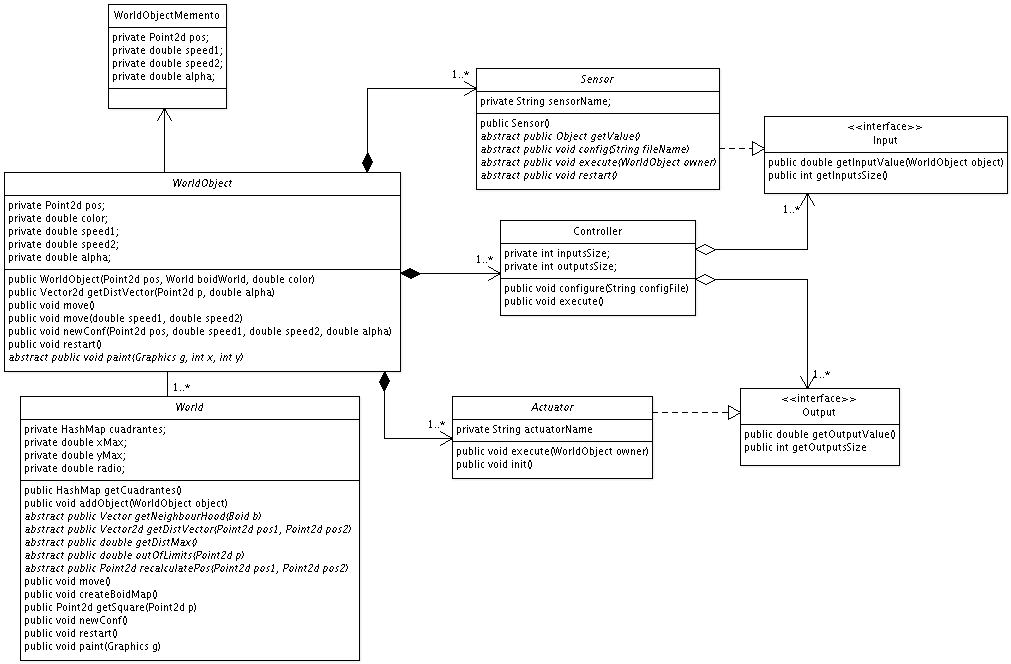 WorldObjectMemento
private Point2d pos;
private double speed1;
private double speed2;
private double alpha;
1..*
Sensor
private String sensorName;
public Sensor()
abstract public Object getValue()
abstract public void config(String fileName)
abstract public void execute(WorldObject owner)
abstract public void restart()
<<interface>>
Input
public double getInputValue(WorldObject object)
public int getInputsSize()
1..*
WorldObject
private Point2d pos;
private double color;
private double speed1;
private double speed2;
private double alpha;
public WorldObject(Point2d pos, World boidWorld, double color)
public Vector2d getDistVector(Point2d p, double alpha)
public void move()
public void move(double speed1, double speed2)
public void newConf(Point2d pos, double speed1, double speed2, double alpha)
public void restart()
abstract public void paint(Graphics g, int x, int y)
1..*
Controller
private int inputsSize;
private int outputsSize;
public void configure(String configFile)
public void execute()
1..*
1..*
World
private HashMap cuadrantes;
private double xMax;
private double yMax;
private double radio;
public HashMap getCuadrantes()
public void addObject(WorldObject object)
abstract public Vector getNeighbourHood(Boid b)
abstract public Vector2d getDistVector(Point2d pos1, Point2d pos2)
abstract public double getDistMax()
abstract public double outOfLimits(Point2d p)
abstract public Point2d recalculatePos(Point2d pos1, Point2d pos2)
public void move()
public void createBoidMap()
public Point2d getSquare(Point2d p)
public void newConf()
public void restart()
public void paint(Graphics g)
1..*
Actuator
private String actuatorName
public void execute(WorldObject owner)
public void init()
<<interface>>
Output
public double getOutputValue()
public int getOutputsSize